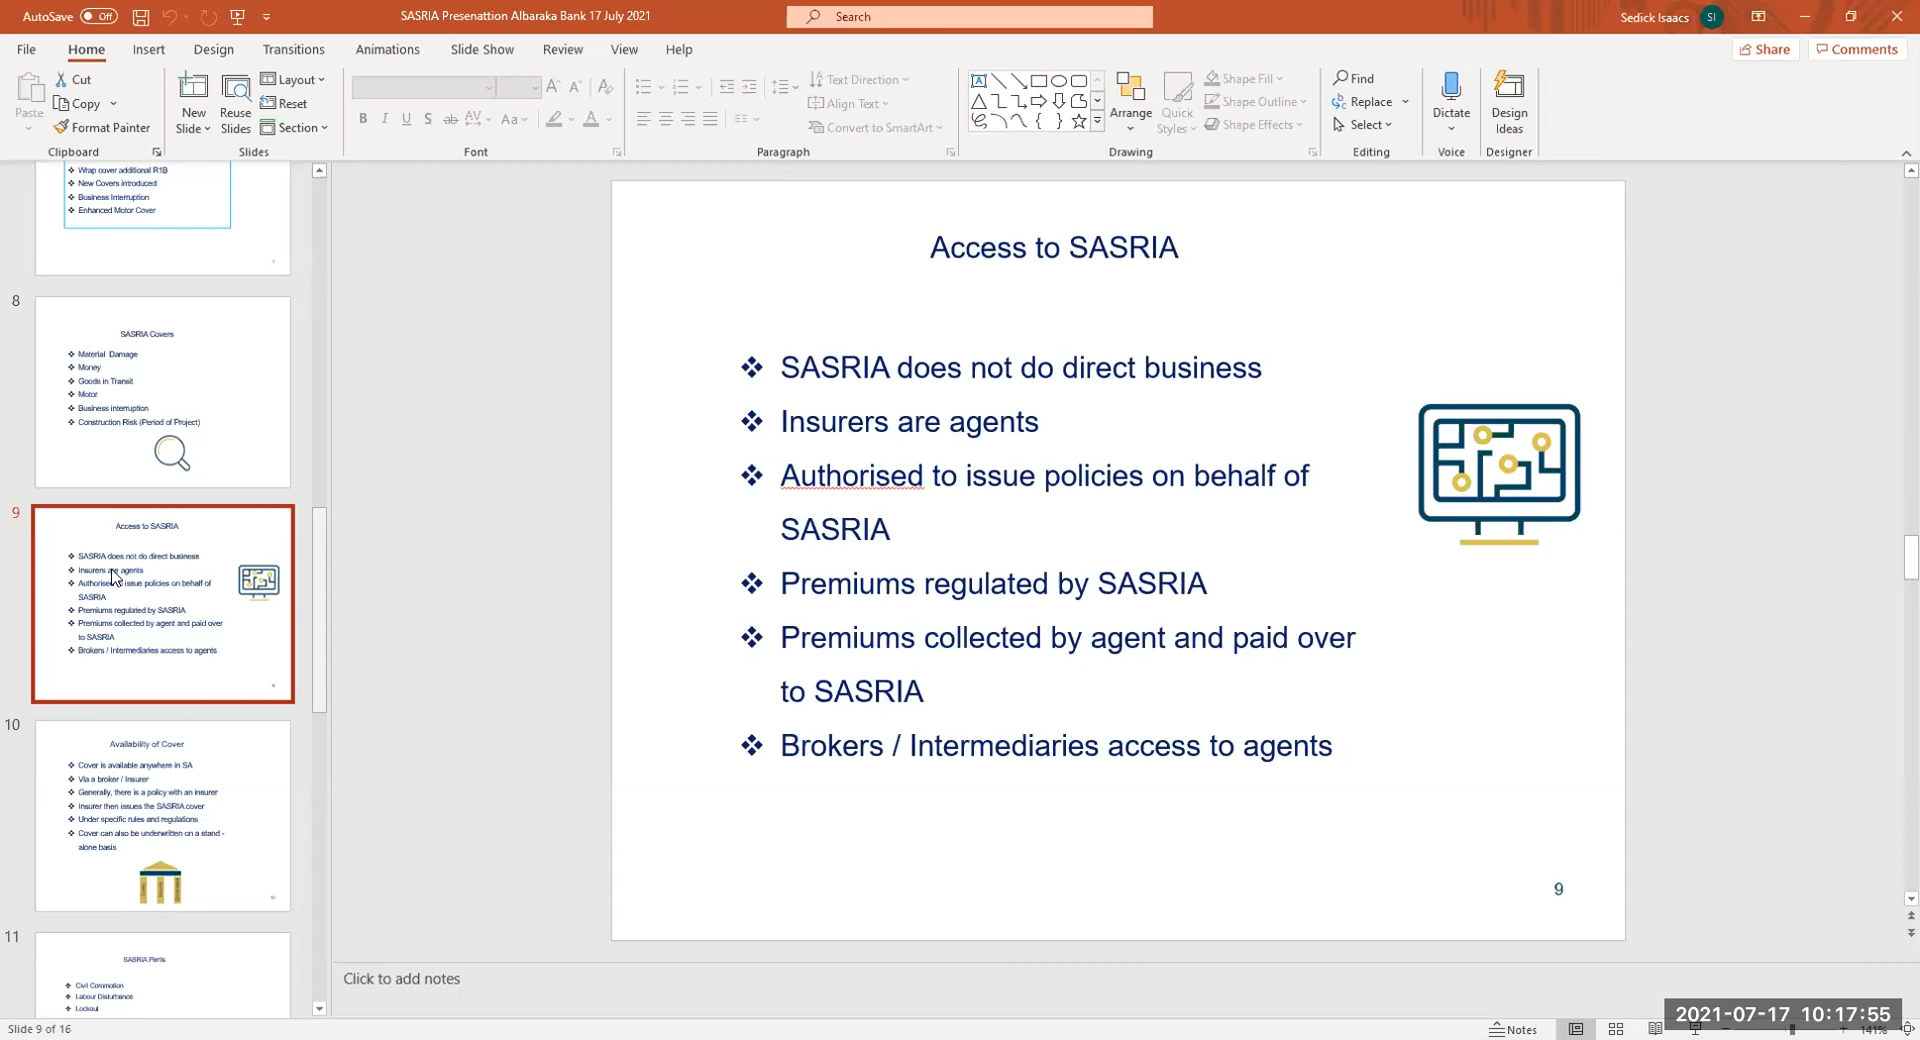 AutoSave Off
SASRIA Presenattion Albaraka Bank 17 July 2021
Search
Sedick Isaacs SI
File Home Insert Design Transitions Animations Slide Show Review View Help
Share Comments
Paste
Cut
Copy
Format Painter
Clipboard
New Slide
Reuse Slides
Layout
Reset
Section
Slides
B I U S ab AV Aa A
Font
Text Direction
Align Text
Convert to SmartArt
Paragraph
Arrange
Quick Styles
Shape Fill
Shape Outline
Shape Effects
Drawing
Find
Replace
Select
Editing
Dictate
Voice
Design Ideas
Designer
Wrap cover additional R1B
New Covers introduced
Business Interruption
Enhanced Motor Cover
8
SASRIA Covers
Material Damage
Money
Goods in Transit
Motor
Business interruption
Construction Risk (Period of Project)
9
Access to SASRIA
SASRIA does not do direct business
Insurers are agents
Authorised to issue policies on behalf of
SASRIA
Premiums regulated by SASRIA
Premiums collected by agent and paid over
to SASRIA
Brokers / Intermediaries access to agents
10
Availability of Cover
Cover is available anywhere in SA
Via a broker / Insurer
Generally, there is a policy with an insurer
Insurer then issues the SASRIA cover
Under specific rules and regulations
Cover can also be underwritten on a stand -
alone basis
11
SASRIA Perils
Civil Commotion
Labour Disturbance
Lockout
Access to SASRIA
SASRIA does not do direct business
Insurers are agents
Authorised to issue policies on behalf of
SASRIA
Premiums regulated by SASRIA
Premiums collected by agent and paid over
to SASRIA
Brokers / Intermediaries access to agents
9
Click to add notes
2021-07-17 10:17:55
Slide 9 of 16
Notes
141%